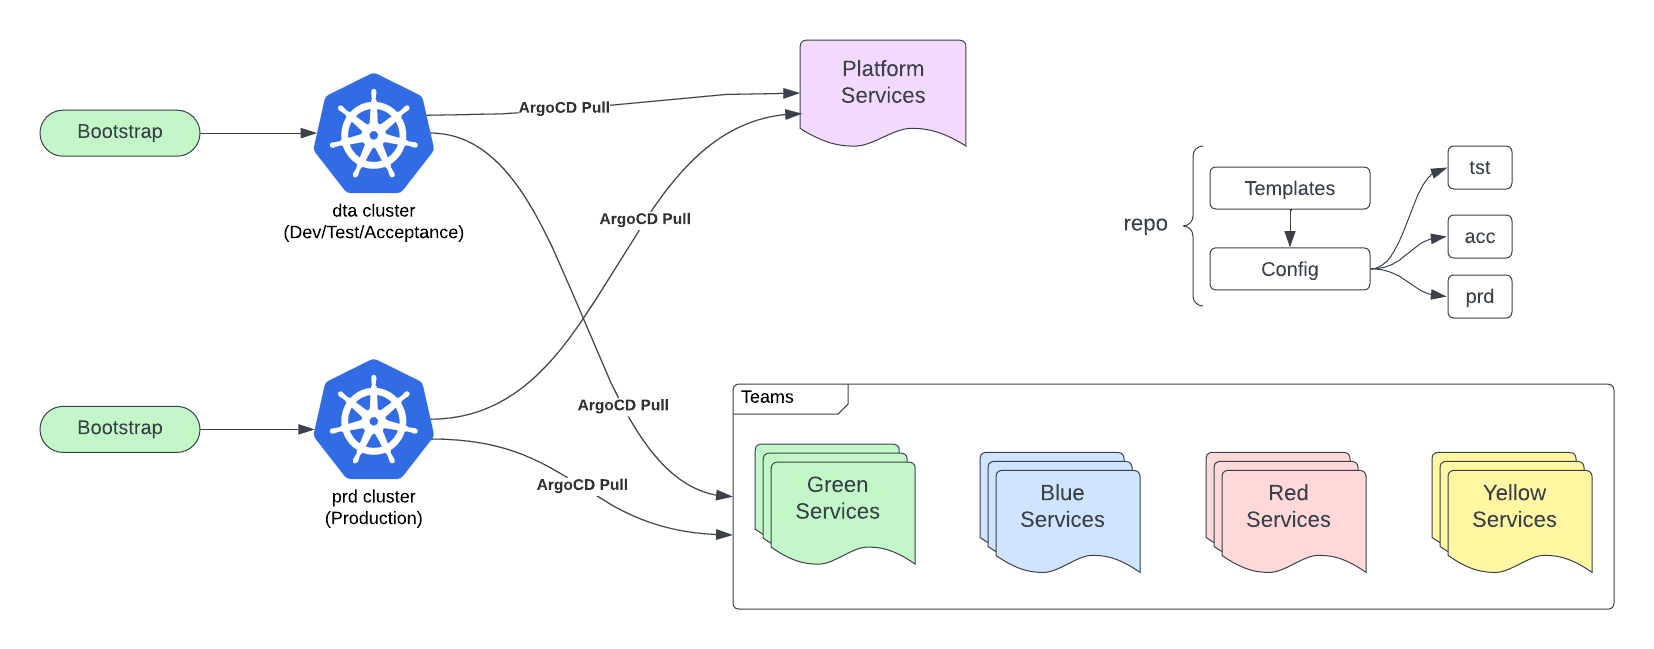 Bootstrap
dta cluster
(Dev/Test/Acceptance)
ArgoCD Pull
Platform
Services
ArgoCD Pull
repo
Templates
Config
tst
acc
prd
Bootstrap
prd cluster
(Production)
ArgoCD Pull
ArgoCD Pull
Teams
Green
Services
Blue
Services
Red
Services
Yellow
Services